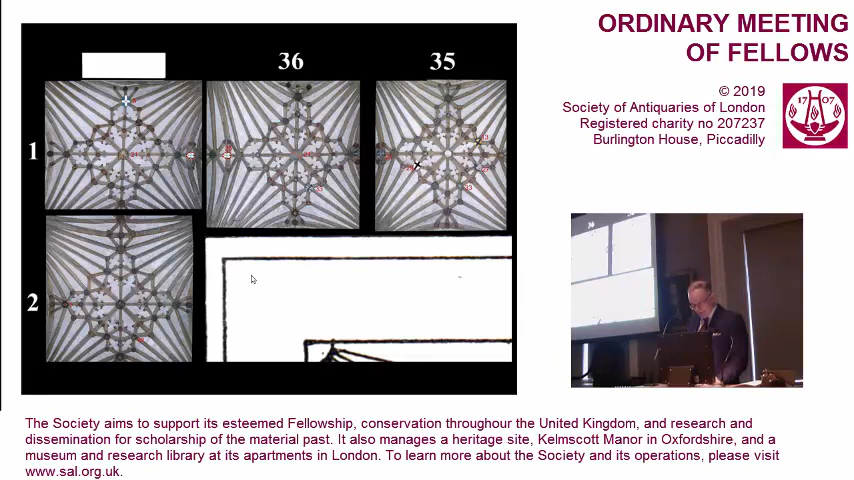 ORDINARY MEETING
OF FELLOWS
© 2019
Society of Antiquaries of London
Registered charity no 207237
Burlington House, Piccadilly
17 07
36
35
1
2
The Society aims to support its esteemed Fellowship, conservation throughour the United Kingdom, and research and
dissemination for scholarship of the material past. It also manages a heritage site, Kelmscott Manor in Oxfordshire, and a
museum and research library at its apartments in London. To learn more about the Society and its operations, please visit
www.sal.org.uk.